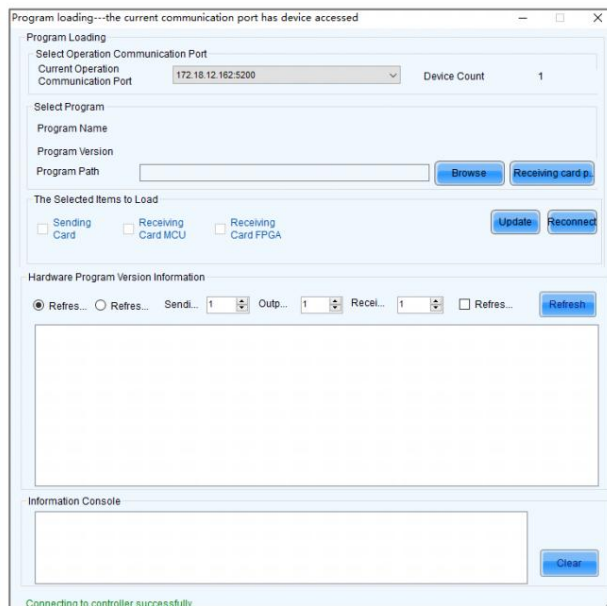 Program loading---the current communication port has device accessed
Program Loading
Select Operation Communication Port
Current Operation
Communication Port
172.18.12.162:5200
Device Count
1
Select Program
Program Name
Program Version
Program Path
Browse
Receiving card p..
The Selected Items to Load
Sending
Card
Receiving
Card MCU
Receiving
Card FPGA
Update
Reconnect
Hardware Program Version Information
Refres...
Refres...
Sendi...
1
Outp...
1
Recei...
1
Refres...
Refresh
Information Console
Clear
Connecting to controller successfully